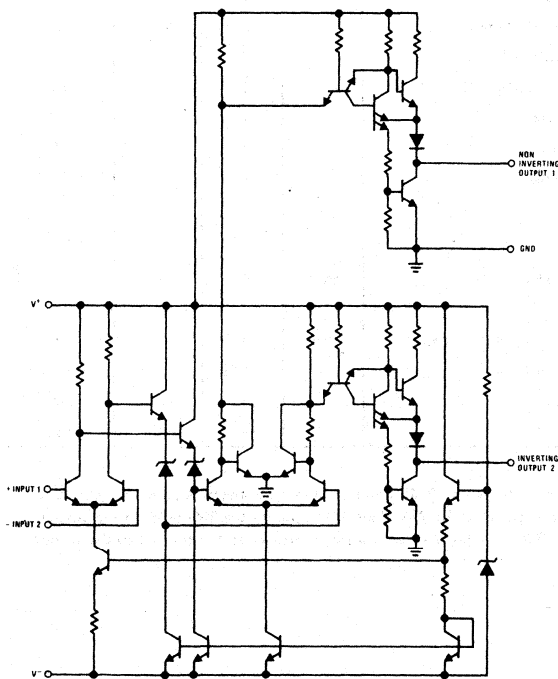 NON
INVERTING
OUTPUT 1
GND
V+
+ INPUT 1
- INPUT 2
INVERTING
OUTPUT 2
V-